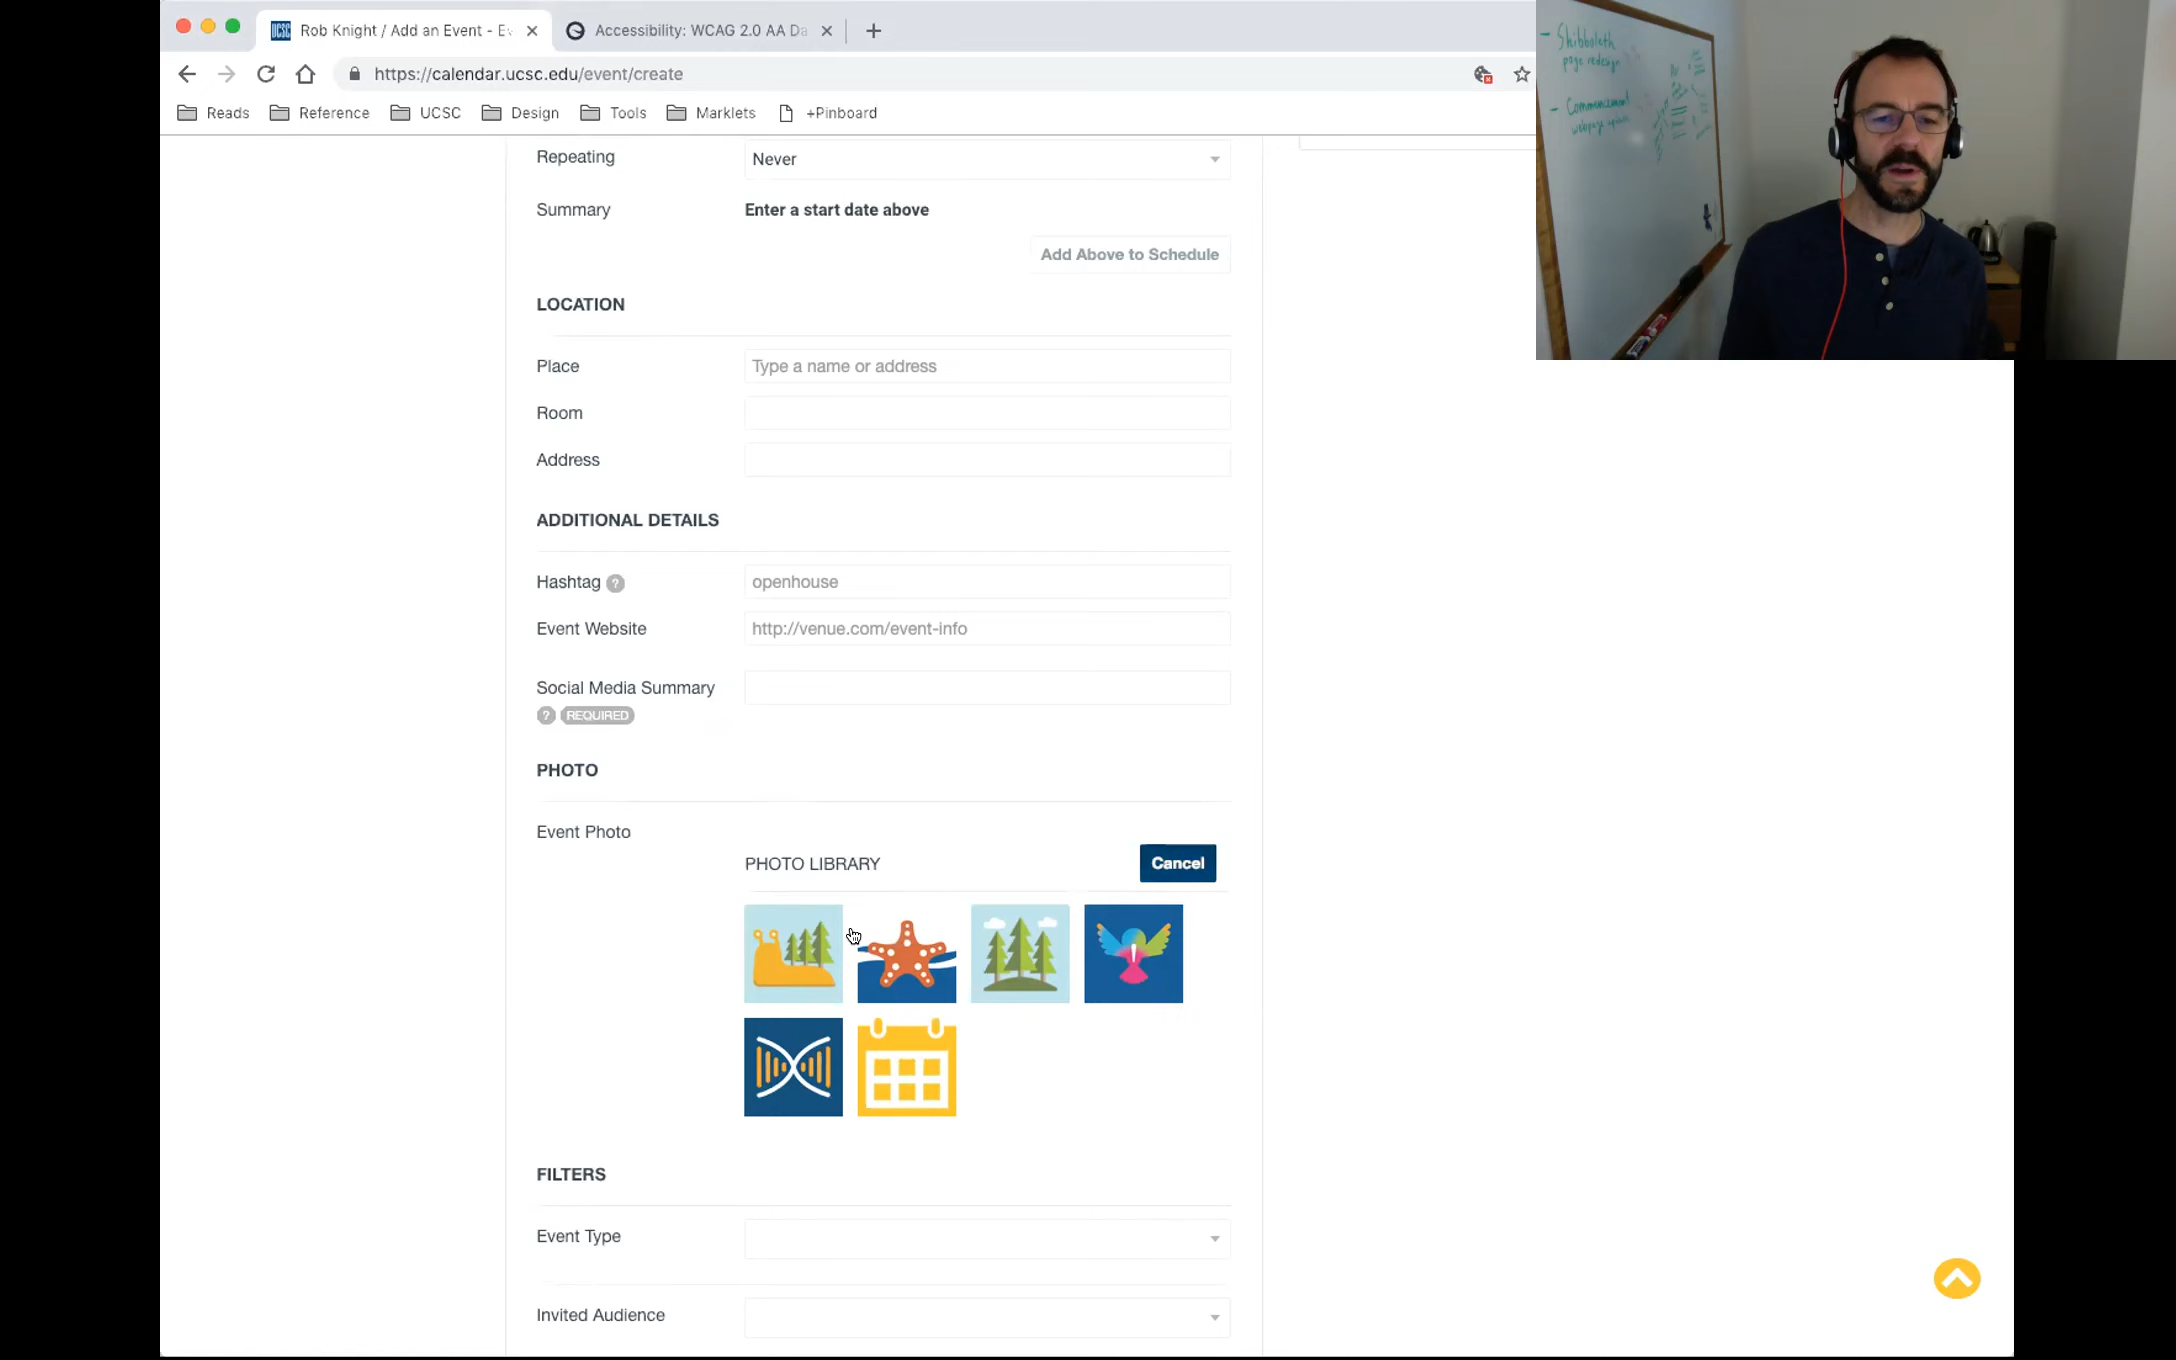 Rob Knight / Add an Event - Ev
Accessibility: WCAG 2.0 AA Da
https://calendar.ucsc.edu/event/create
Reads
Reference
UCSC
Design
Tools
Marklets
+Pinboard
Repeating
Never
Summary
Enter a start date above
Add Above to Schedule
LOCATION
Place
Type a name or address
Room
Address
ADDITIONAL DETAILS
Hashtag ?
openhouse
Event Website
http://venue.com/event-info
Social Media Summary
? REQUIRED
PHOTO
Event Photo
PHOTO LIBRARY
Cancel
FILTERS
Event Type
Invited Audience
- Shibboleth
page redesign
- Commencement
webpage